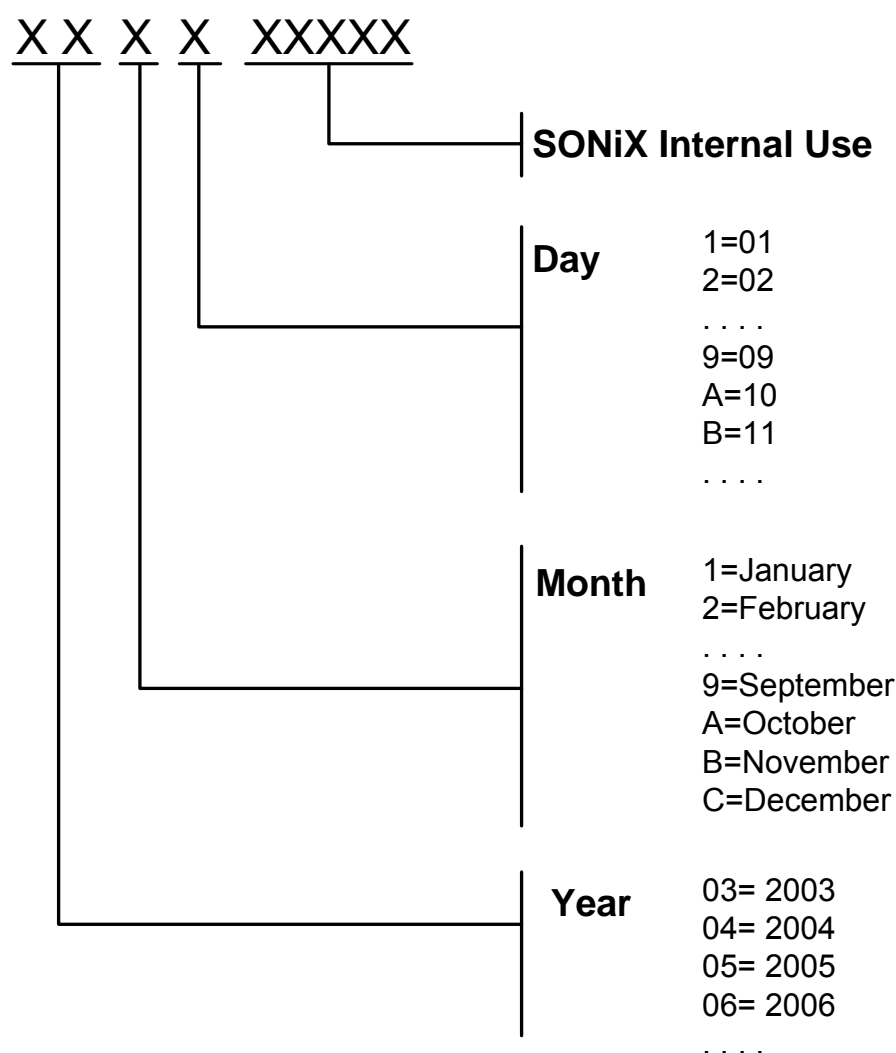 X X X X XXXXX
SONiX Internal Use
Day
1=01
2=02
. . . .
9=09
A=10
B=11
. . . .
Month
1=January
2=February
. . . .
9=September
A=October
B=November
C=December
Year
03= 2003
04= 2004
05= 2005
06= 2006
. . . .